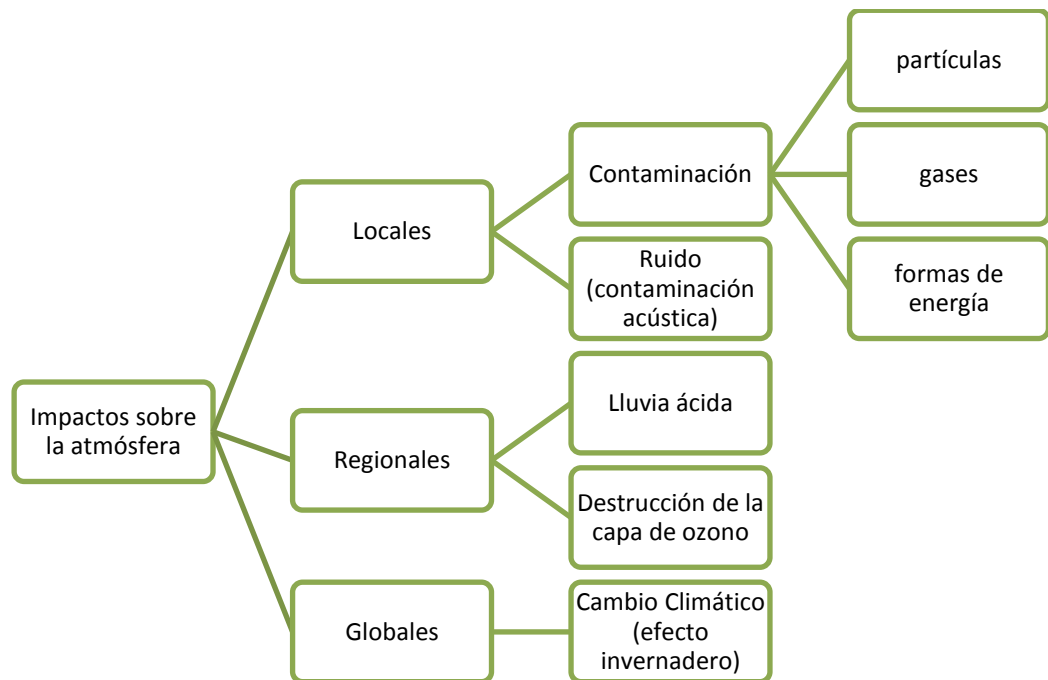 Impactos sobre
la atmósfera
Locales
Contaminación
partículas
gases
formas de
energía
Ruido
(contaminación
acústica)
Regionales
Lluvia ácida
Destrucción de la
capa de ozono
Globales
Cambio Climático
(efecto
invernadero)